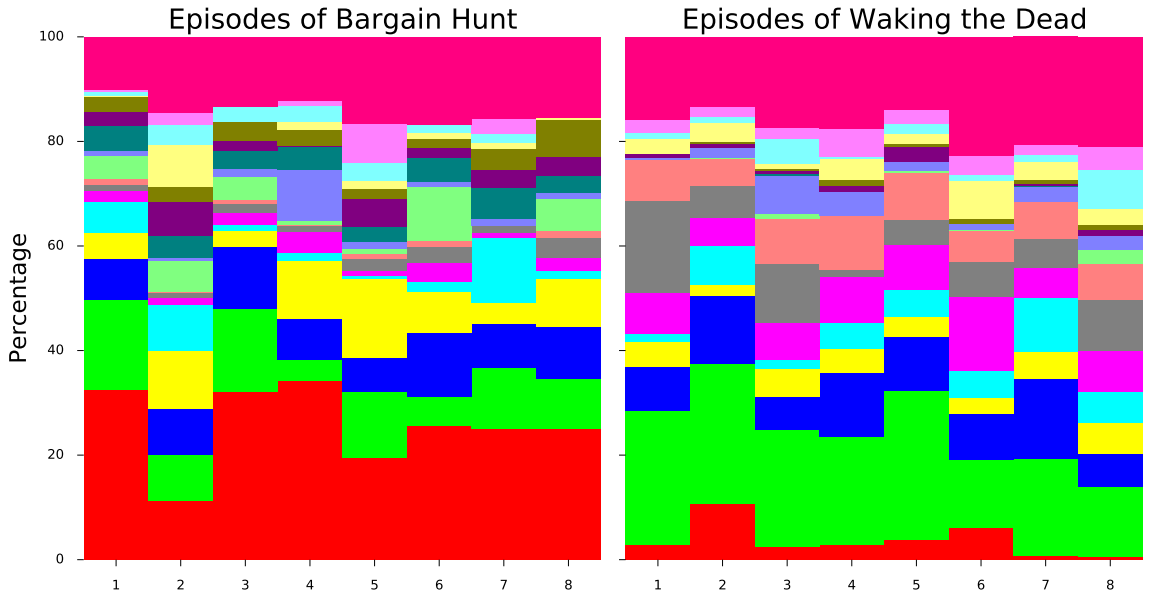 Episodes of Bargain Hunt
Episodes of Waking the Dead
Percentage
100
80
60
40
20
0
1 2 3 4 5 6 7 8
1 2 3 4 5 6 7 8